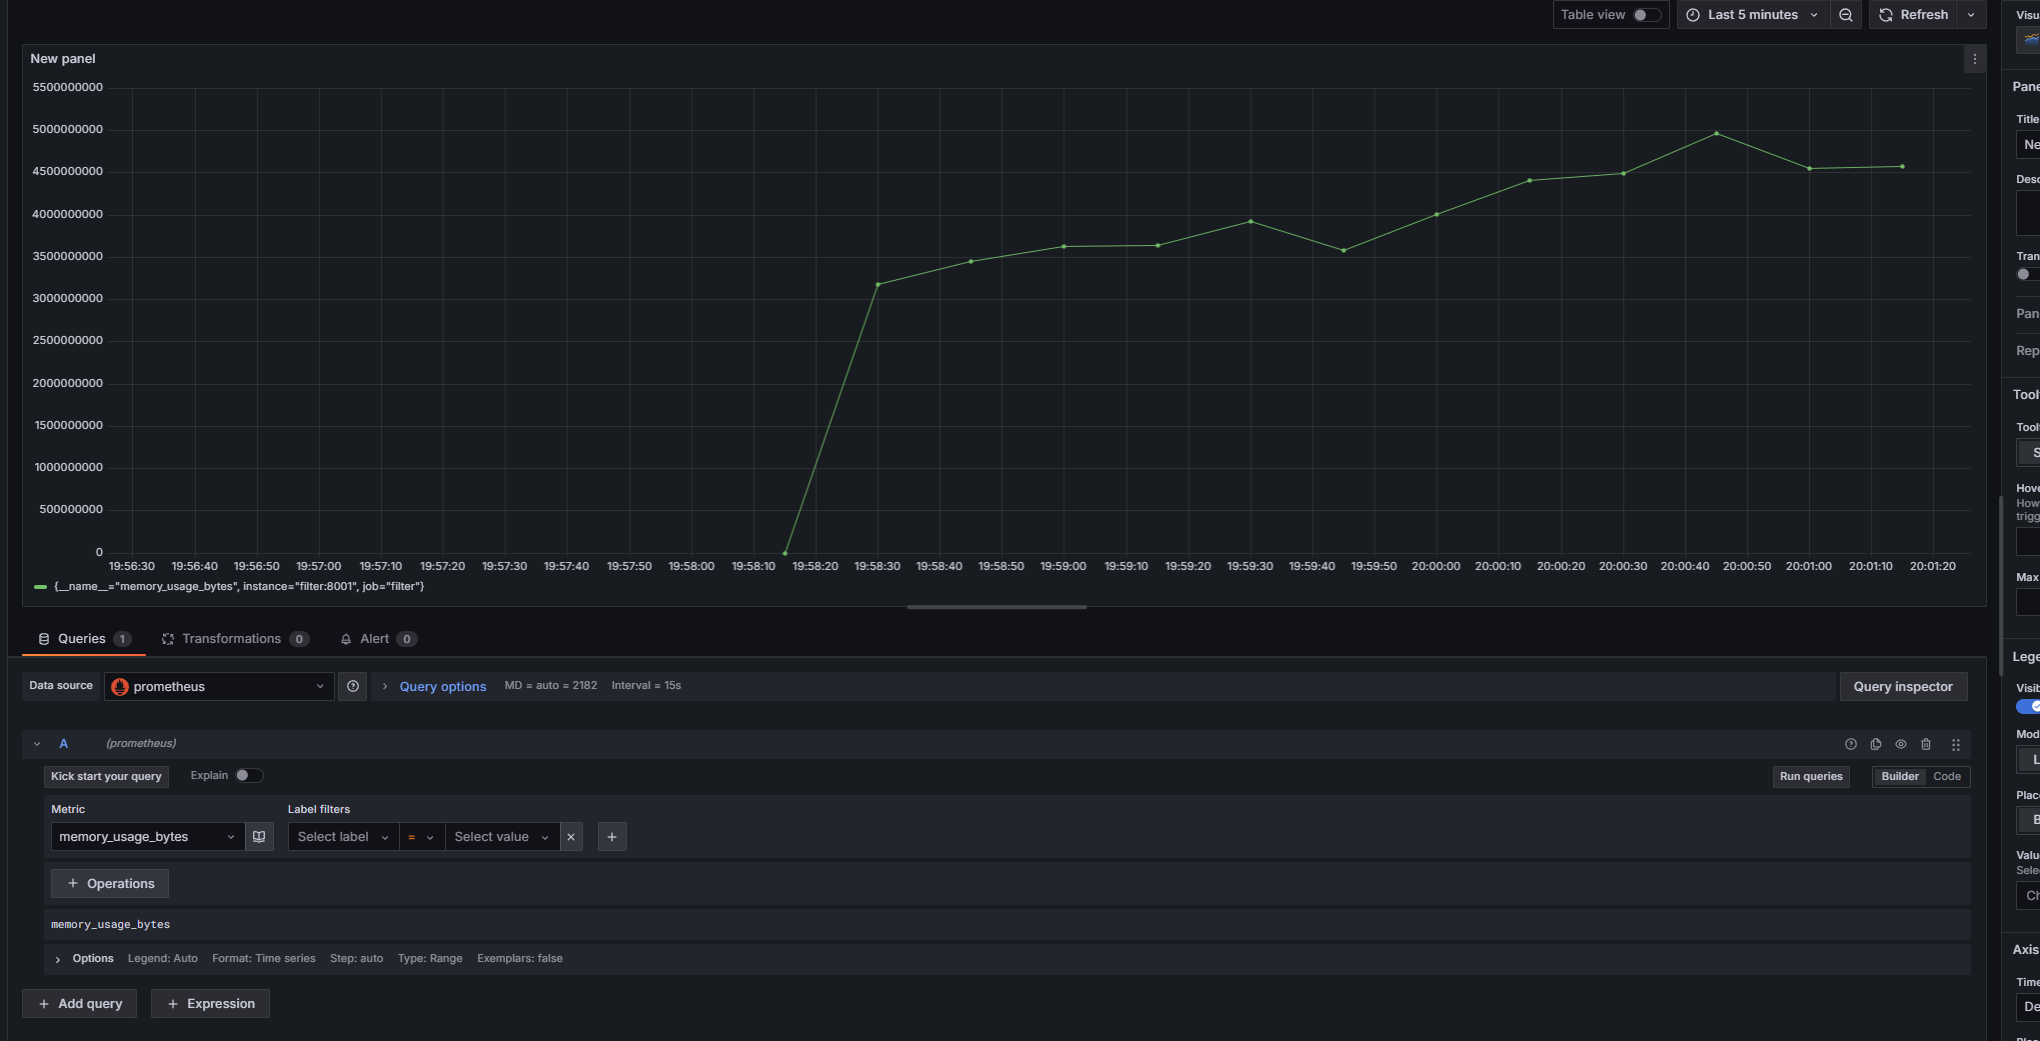 Table view Last 5 minutes Refresh
New panel
5500000000
5000000000
4500000000
4000000000
3500000000
3000000000
2500000000
2000000000
1500000000
1000000000
500000000
0
19:56:30 19:56:40 19:56:50 19:57:00 19:57:10 19:57:20 19:57:30 19:57:40 19:57:50 19:58:00 19:58:10 19:58:20 19:58:30 19:58:40 19:58:50 19:59:00 19:59:10 19:59:20 19:59:30 19:59:40 19:59:50 20:00:00 20:00:10 20:00:20 20:00:30 20:00:40 20:00:50 20:01:00 20:01:10 20:01:20
{__name__="memory_usage_bytes", instance="filter:8001", job="filter"}
Queries 1 Transformations 0 Alert 0
Data source prometheus Query options MD = auto = 2182 Interval = 15s Query inspector
A (prometheus)
Kick start your query Explain Run queries Builder Code
Metric Label filters
memory_usage_bytes Select label = Select value
+ Operations
memory_usage_bytes
Options Legend: Auto Format: Time series Step: auto Type: Range Exemplars: false
+ Add query + Expression
Visu
Pane
Title
Ne
Desc
Tran
Pan
Rep
Tool
Tool
S
Hove
How
trigg
Max
Lege
Visib
Mod
L
Plac
B
Valu
Sele
Ch
Axis
Time
De